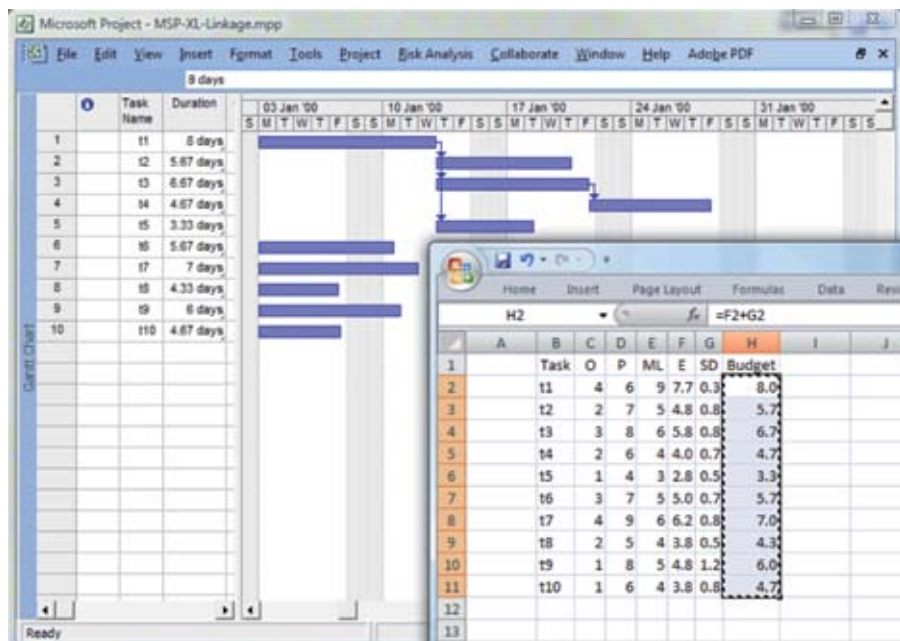 Microsoft Project - MSP-XL-Linkage.mpp
File Edit View Insert Format Tools Project Risk Analysis Collaborate Window Help Adobe PDF
8 days
Task Name Duration
03 Jan '00 10 Jan '00 17 Jan '00 24 Jan '00 31 Jan '00
S M T W T F S S M T W T F S S M T W T F S S M T W T F S S M T W T F S S
1 t1 8 days
2 t2 5.67 days
3 t3 6.67 days
4 t4 4.67 days
5 t5 3.33 days
6 t6 5.67 days
7 t7 7 days
8 t8 4.33 days
9 t9 6 days
10 t10 4.67 days
Gantt Chart
Ready
Home Insert Page Layout Formulas Data
H2 fx =F2+G2
A B C D E F G H I J
1 Task O P ML E SD Budget
2 t1 4 6 9 7.7 0.3 8.0
3 t2 2 7 5 4.8 0.8 5.7
4 t3 3 8 6 5.8 0.8 6.7
5 t4 2 6 4 4.0 0.7 4.7
6 t5 1 4 3 2.8 0.5 3.3
7 t6 3 7 5 5.0 0.7 5.7
8 t7 4 9 6 6.2 0.8 7.0
9 t8 2 5 4 3.8 0.5 4.3
10 t9 1 8 5 4.8 1.2 6.0
11 t10 1 6 4 3.8 0.8 4.7
12
13